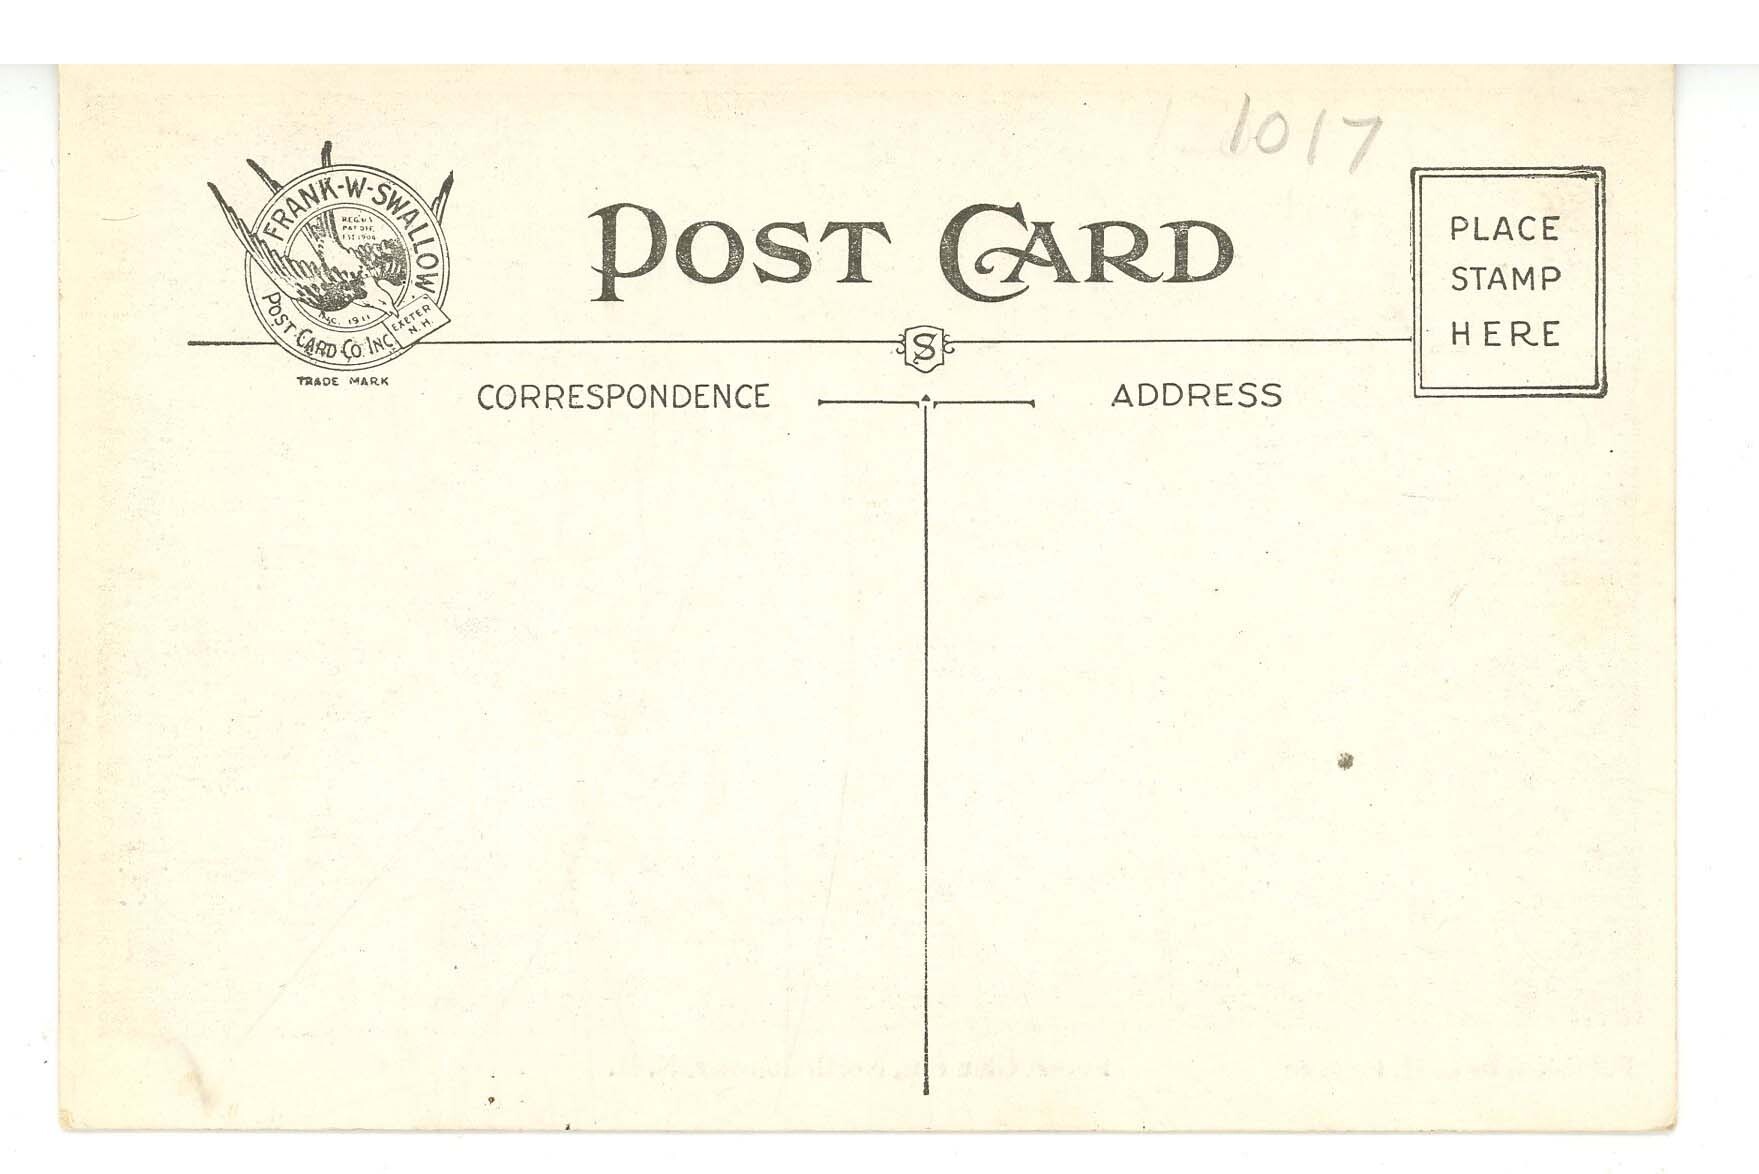 1017
FRANK-W-SWALLOW
POST CARD CO. INC.
REG. U.S.
PAT. OFF.
EST. 1904
INC. 1911
EXETER
N.H.
TRADE MARK
POST CARD
PLACE
STAMP
HERE
S
CORRESPONDENCE
ADDRESS